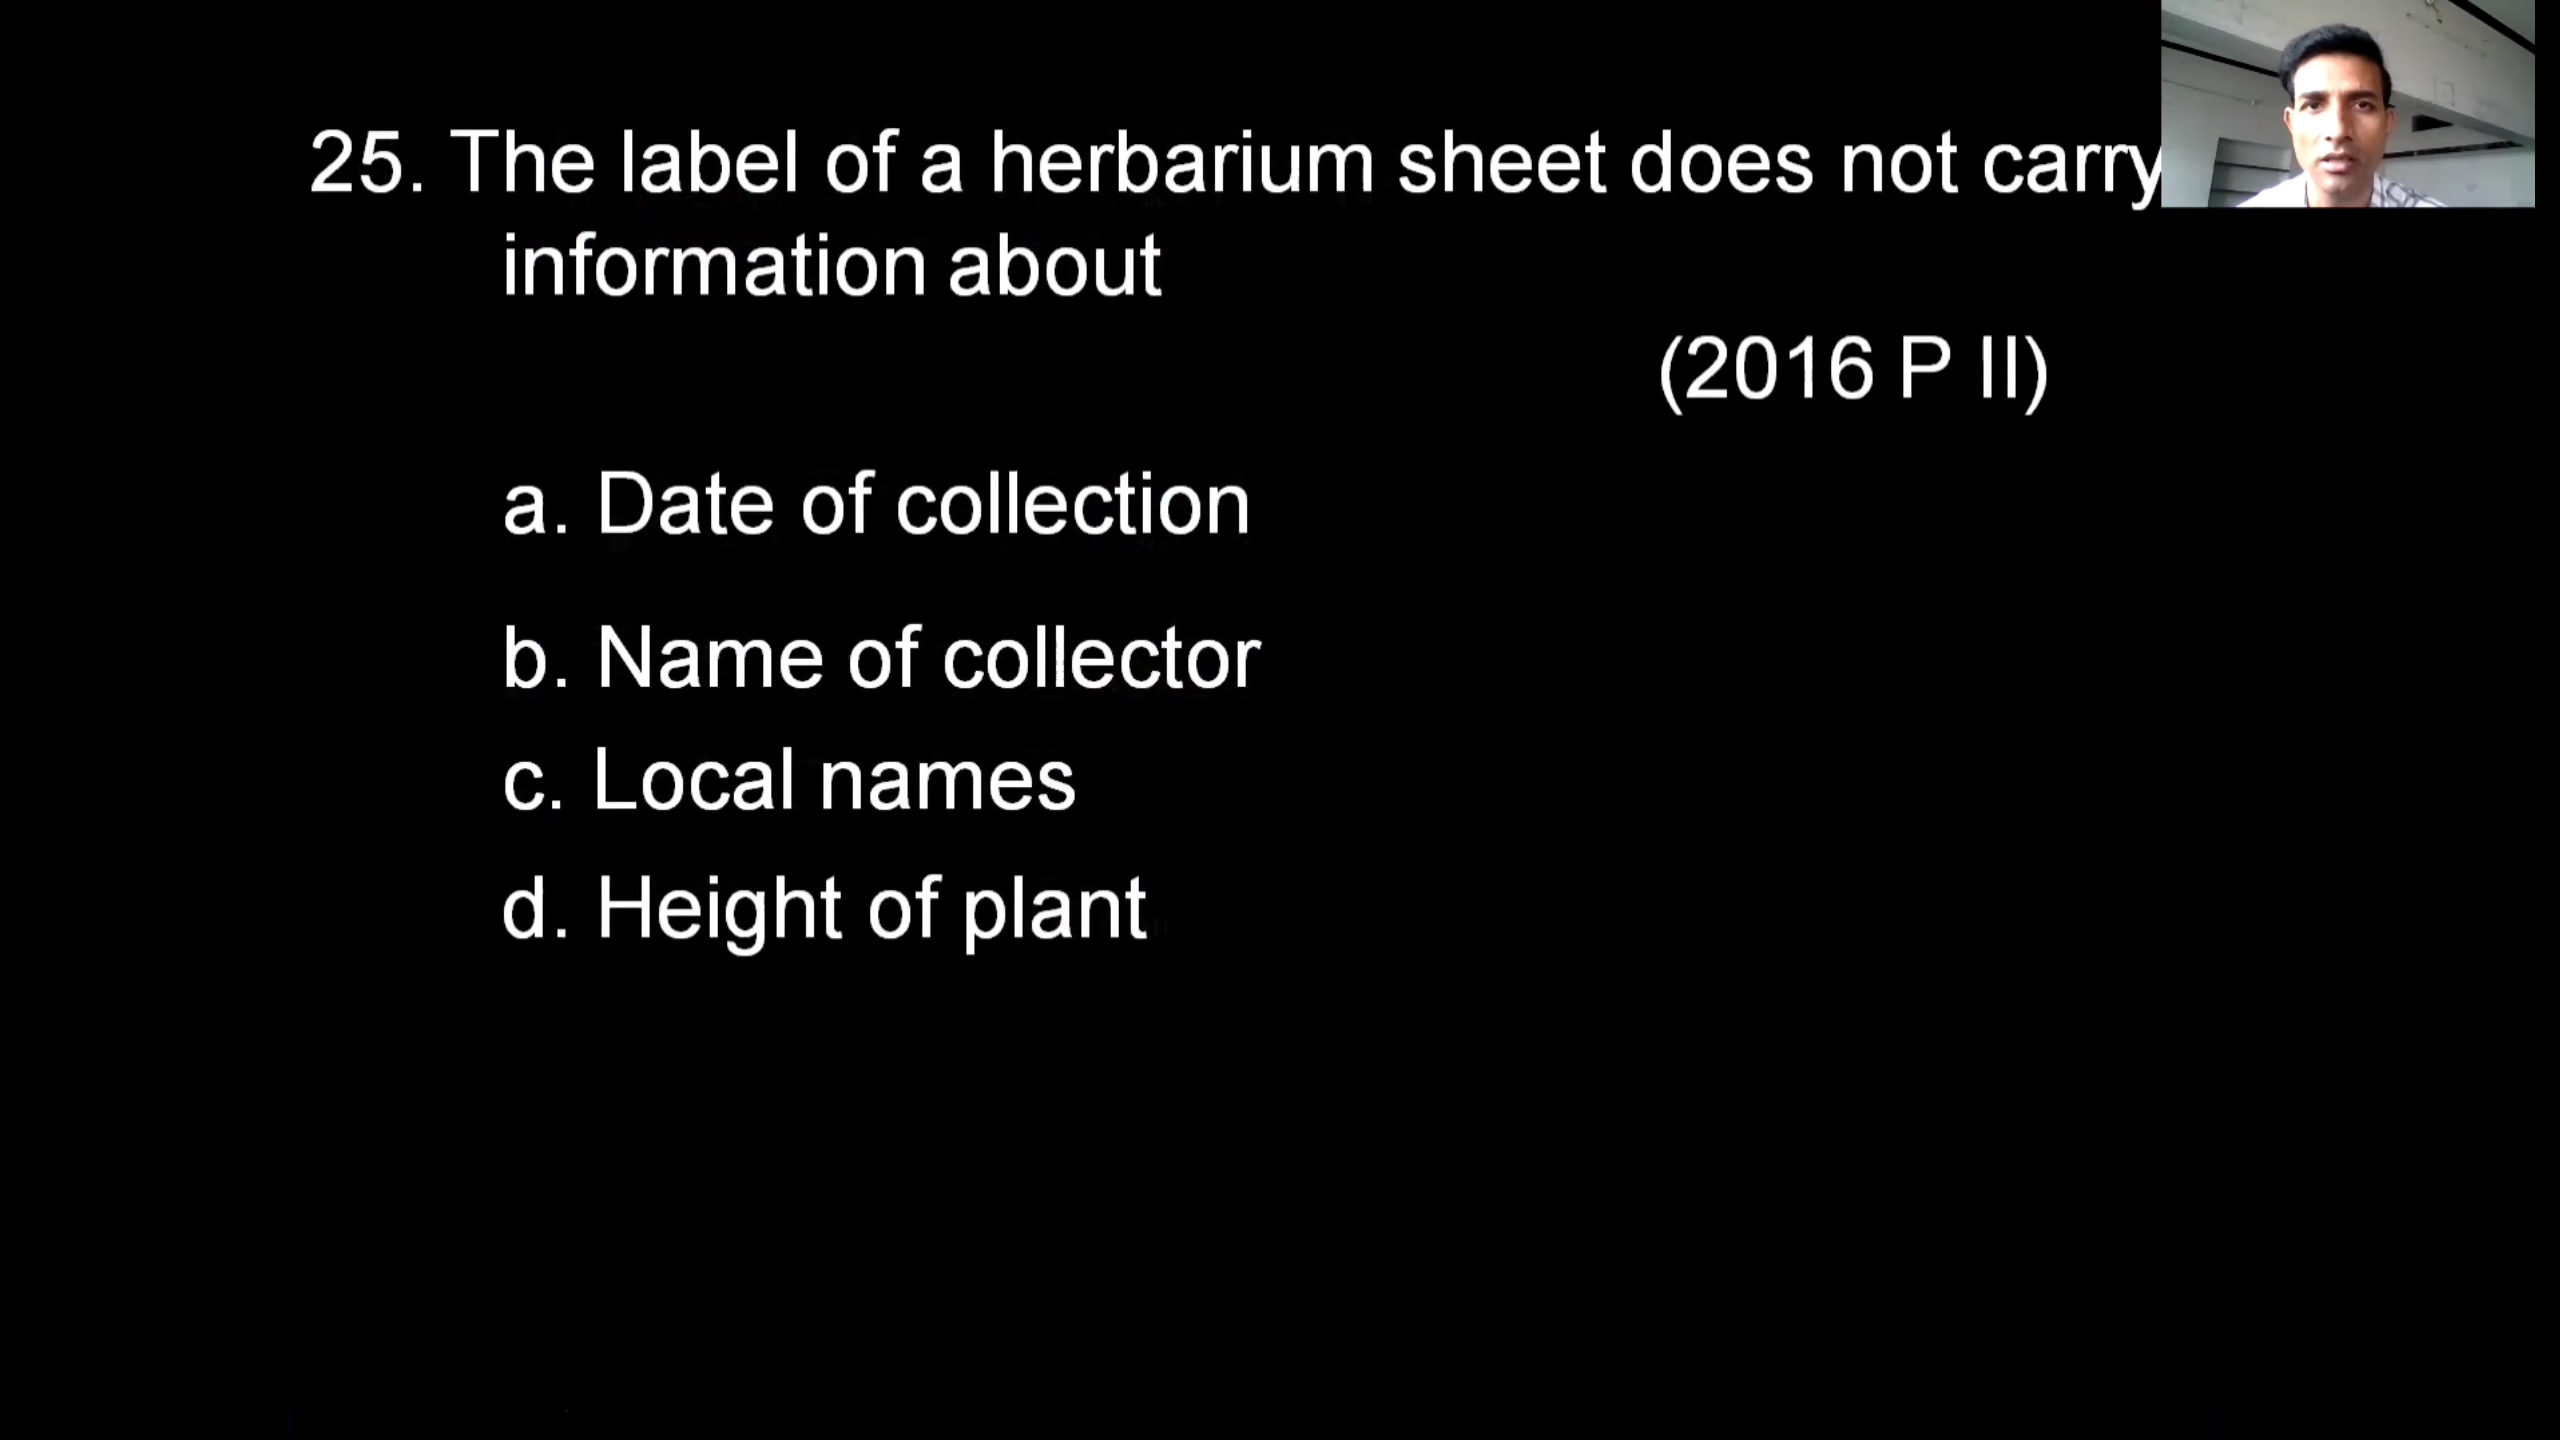 25. The label of a herbarium sheet does not carry
information about
(2016 P II)
a. Date of collection
b. Name of collector
c. Local names
d. Height of plant